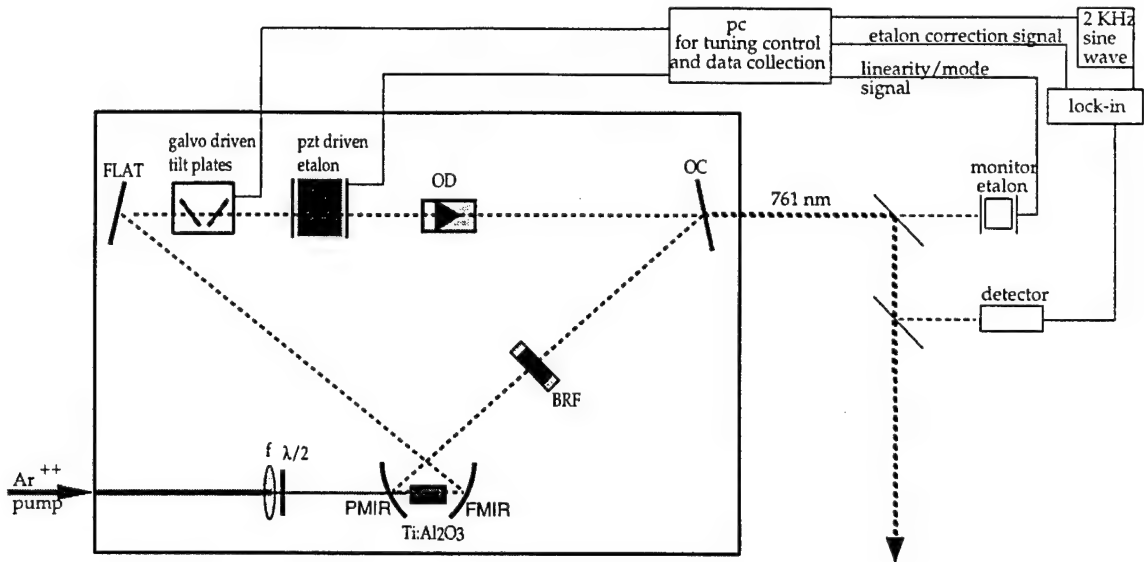 pc
for tuning control
and data collection
2 KHz
sine
wave
etalon correction signal
linearity/mode
signal
lock-in
galvo driven
tilt plates
pzt driven
etalon
FLAT
OD
OC
761 nm
monitor
etalon
detector
BRF
f
λ/2
Ar++
pump
PMIR
FMIR
Ti:Al2O3